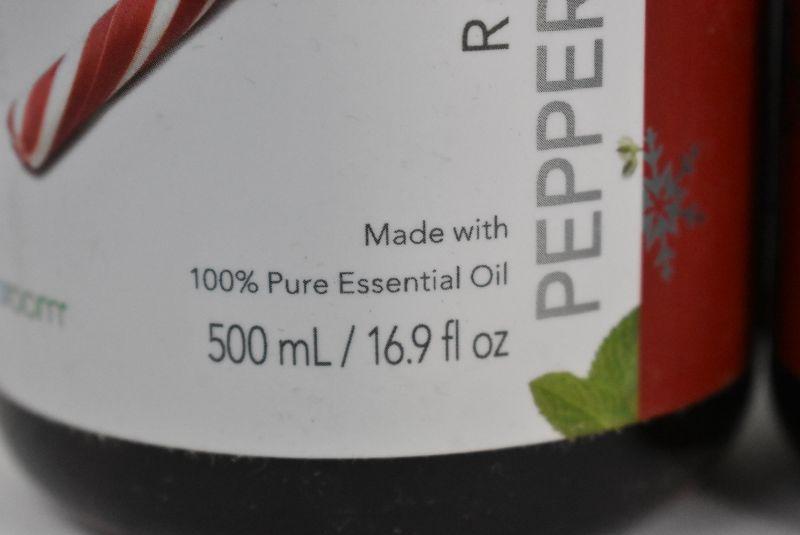 R
PEPPER
Made with
100% Pure Essential Oil
500 mL / 16.9 fl oz